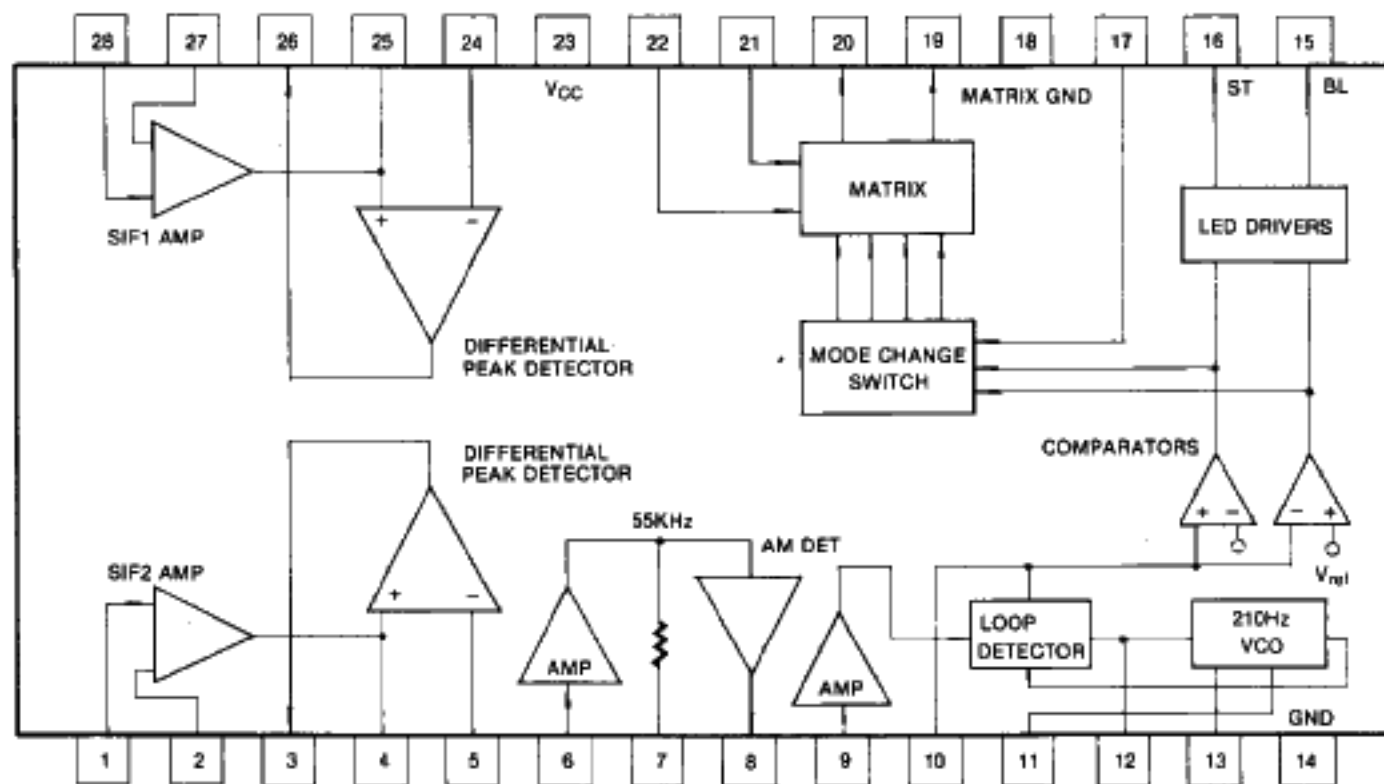 28 27 26 25 24 23 22 21 20 19 18 17 16 15
VCC
MATRIX GND
ST
BL
SIF1 AMP
+ −
MATRIX
LED DRIVERS
DIFFERENTIAL
PEAK DETECTOR
MODE CHANGE
SWITCH
DIFFERENTIAL
PEAK DETECTOR
COMPARATORS
+ − − +
55KHz
AM DET
SIF2 AMP
+ −
AMP
AMP
LOOP
DETECTOR
210Hz
VCO
GND
1 2 3 4 5 6 7 8 9 10 11 12 13 14